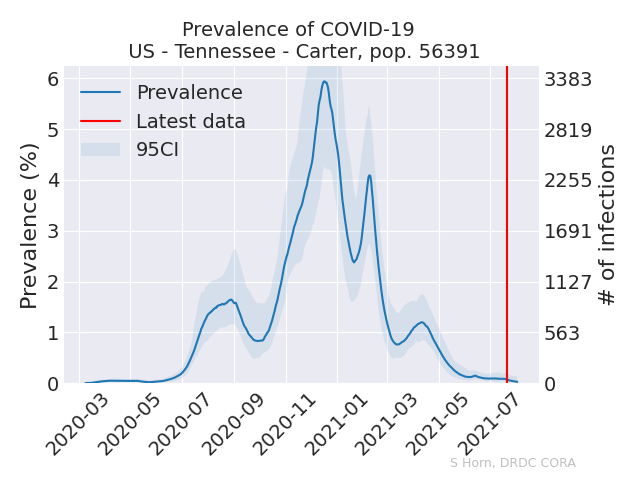 Prevalence of COVID-19
US - Tennessee - Carter, pop. 56391
Prevalence
Latest data
95CI
Prevalence (%)
6
5
4
3
2
1
0
3383
2819
2255
1691
1127
563
0
# of infections
2020-03
2020-05
2020-07
2020-09
2020-11
2021-01
2021-03
2021-05
2021-07
S Horn, DRDC CORA